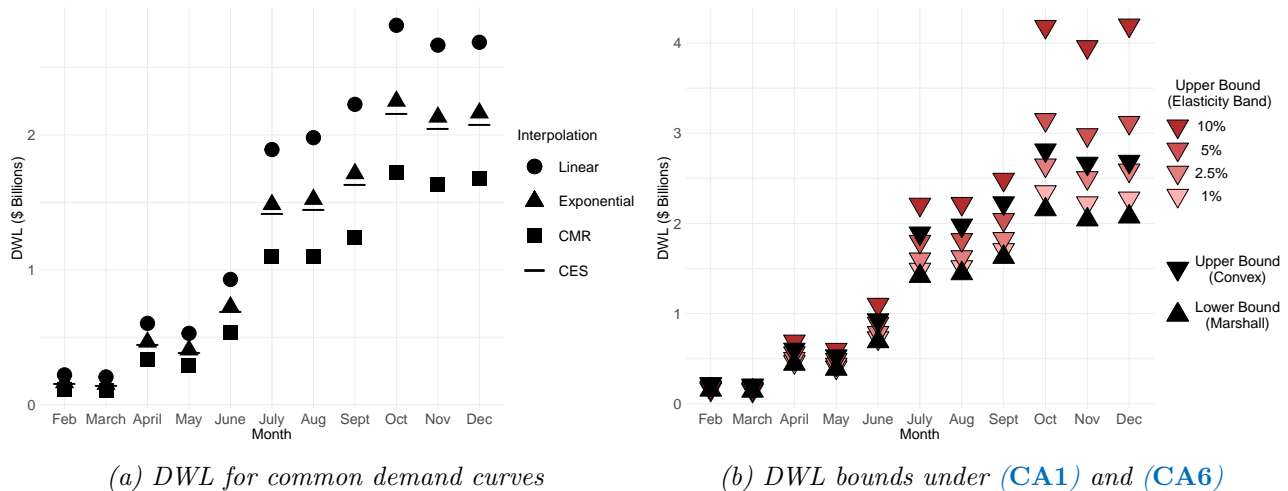 DWL ($ Billions)
2
1
0
Feb March April May June July Aug Sept Oct Nov Dec
Month
Interpolation
Linear
Exponential
CMR
CES
(a) DWL for common demand curves
DWL ($ Billions)
4
3
2
1
0
Feb March April May June July Aug Sept Oct Nov Dec
Month
Upper Bound
(Elasticity Band)
10%
5%
2.5%
1%
Upper Bound
(Convex)
Lower Bound
(Marshall)
(b) DWL bounds under (CA1) and (CA6)